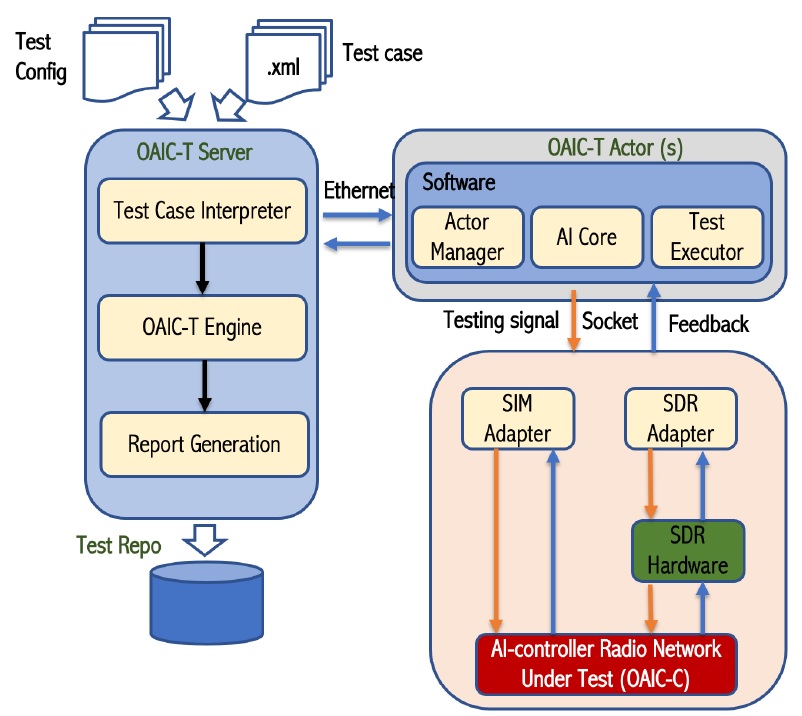 Test
Config
.xml
Test case
OAIC-T Server
Test Case Interpreter
OAIC-T Engine
Report Generation
Test Repo
Ethernet
OAIC-T Actor (s)
Software
Actor
Manager
AI Core
Test
Executor
Testing signal
Socket
Feedback
SIM
Adapter
SDR
Adapter
SDR
Hardware
AI-controller Radio Network
Under Test (OAIC-C)